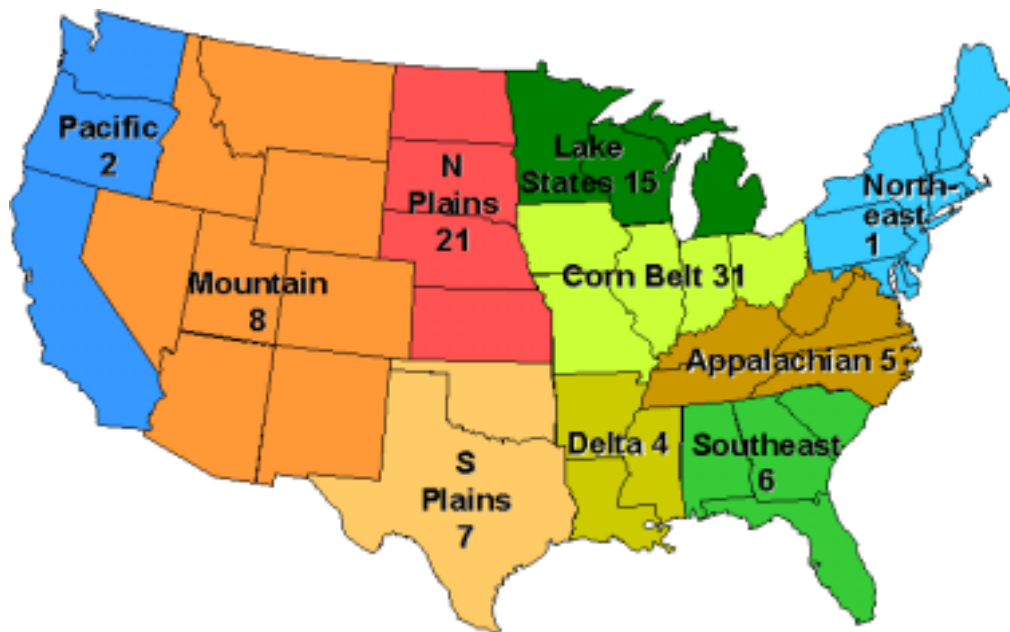 Pacific
2
Mountain
8
N
Plains
21
S
Plains
7
Lake
States 15
Corn Belt 31
Delta 4
Appalachian 5
Southeast
6
North-
east
1